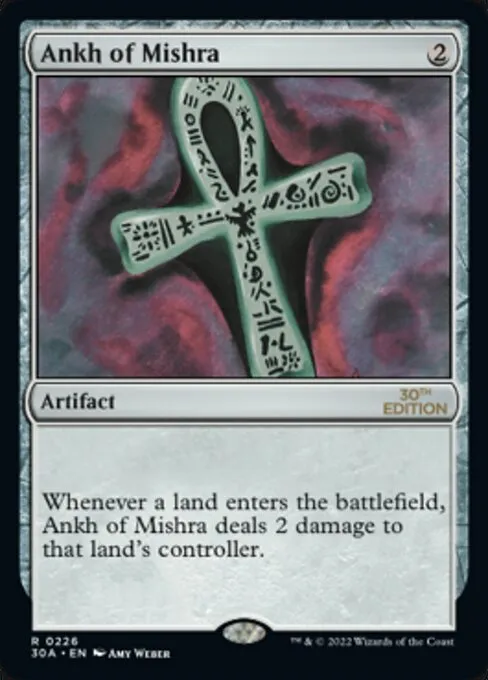 Ankh of Mishra 2
Artifact
30TH
EDITION
Whenever a land enters the battlefield,
Ankh of Mishra deals 2 damage to
that land's controller.
R 0226
30A • EN Amy Weber
™ & © 2022 Wizards of the Coast